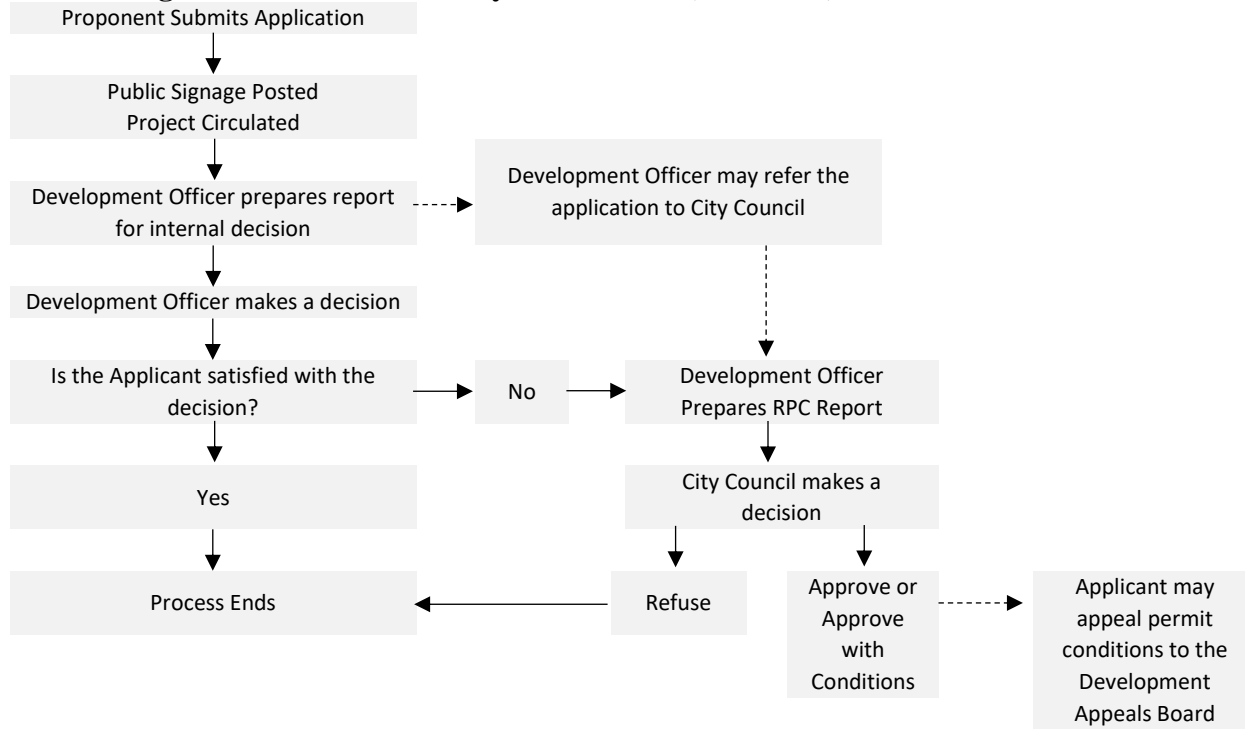 Proponent Submits Application
Public Signage Posted
Project Circulated
Development Officer prepares report
for internal decision
Development Officer may refer the
application to City Council
Development Officer makes a decision
Is the Applicant satisfied with the
decision?
No
Development Officer
Prepares RPC Report
Yes
City Council makes a
decision
Process Ends
Refuse
Approve or
Approve
with
Conditions
Applicant may
appeal permit
conditions to the
Development
Appeals Board